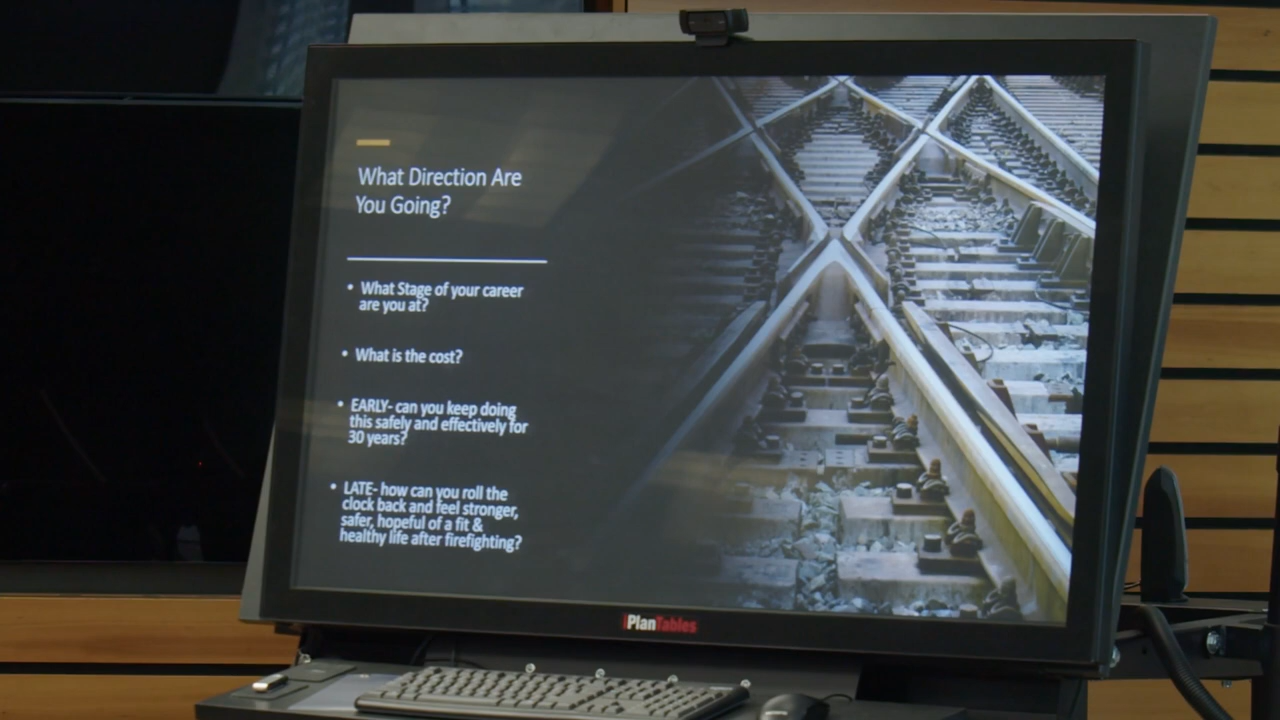 What Direction Are
You Going?
• What Stage of your career
are you at?
• What is the cost?
• EARLY- can you keep doing
this safely and effectively for
30 years?
• LATE- how can you roll the
clock back and feel stronger,
safer, hopeful of a fit &
healthy life after firefighting?
iPlanTables